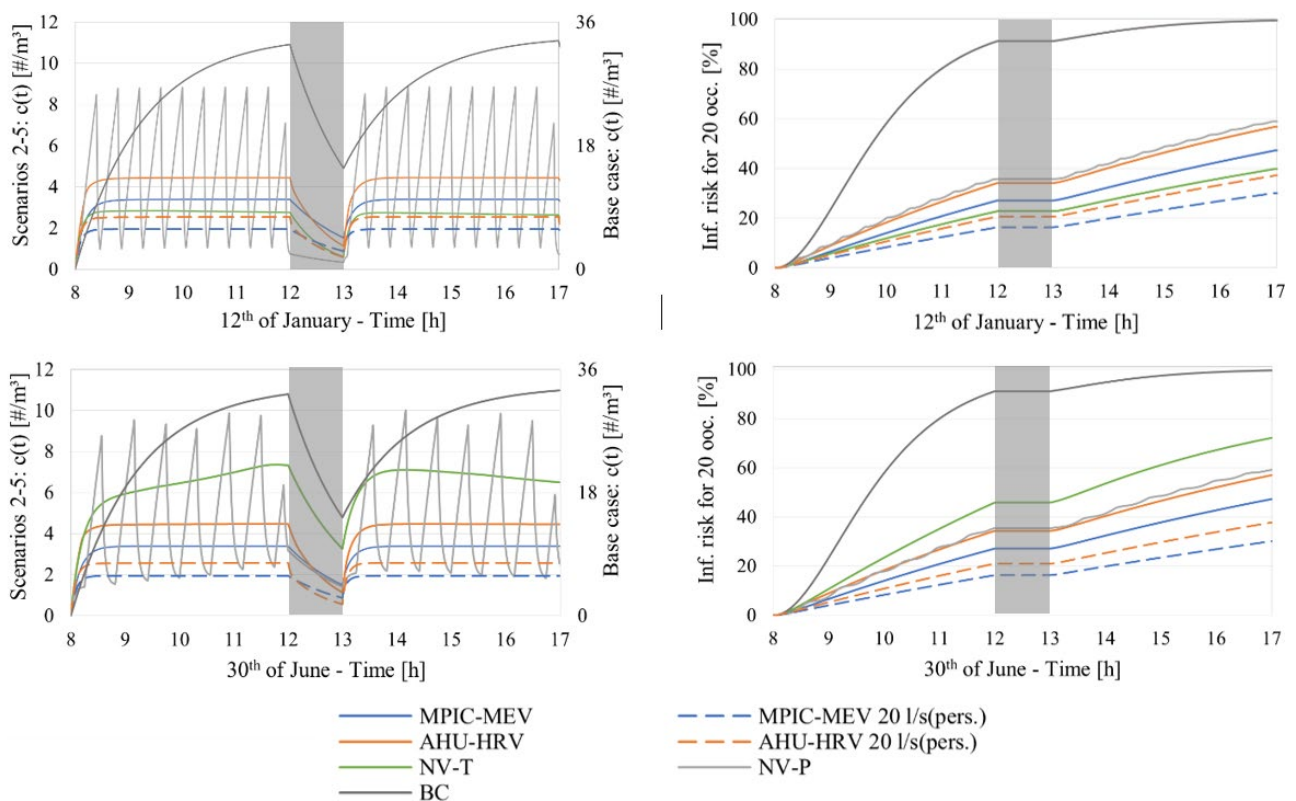 Scenarios 2-5: c(t) [#/m³]
12
10
8
6
4
2
0
36
18
0
Base case: c(t) [#/m³]
8 9 10 11 12 13 14 15 16 17
12th of January - Time [h]
Inf. risk for 20 occ. [%]
100
80
60
40
20
0
8 9 10 11 12 13 14 15 16 17
12th of January - Time [h]
Scenarios 2-5: c(t) [#/m³]
12
10
8
6
4
2
0
36
18
0
Base case: c(t) [#/m³]
8 9 10 11 12 13 14 15 16 17
30th of June - Time [h]
Inf. risk for 20 ooc. [%]
100
80
60
40
20
0
8 9 10 11 12 13 14 15 16 17
30th of June - Time [h]
MPIC-MEV
MPIC-MEV 20 l/s(pers.)
AHU-HRV
AHU-HRV 20 l/s(pers.)
NV-T
NV-P
BC